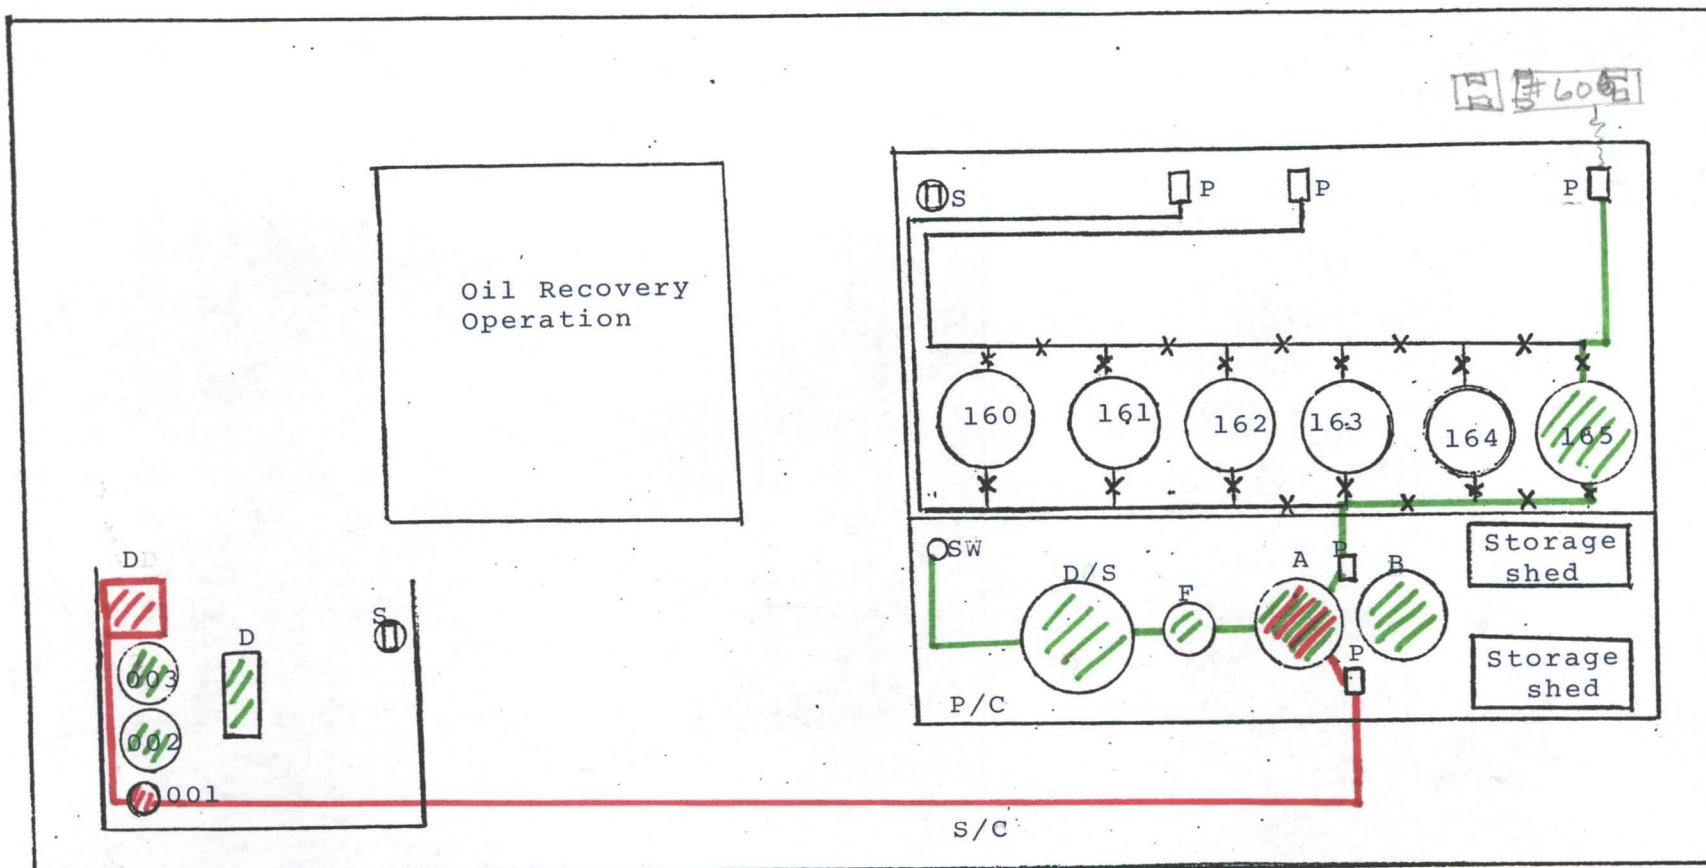 S
P
P
P
Oil Recovery
Operation
160
161
162
163
164
165
SW
D/S
F
A
P
B
Storage
shed
P
Storage
shed
P/C
D
D
S
003
002
001
S/C